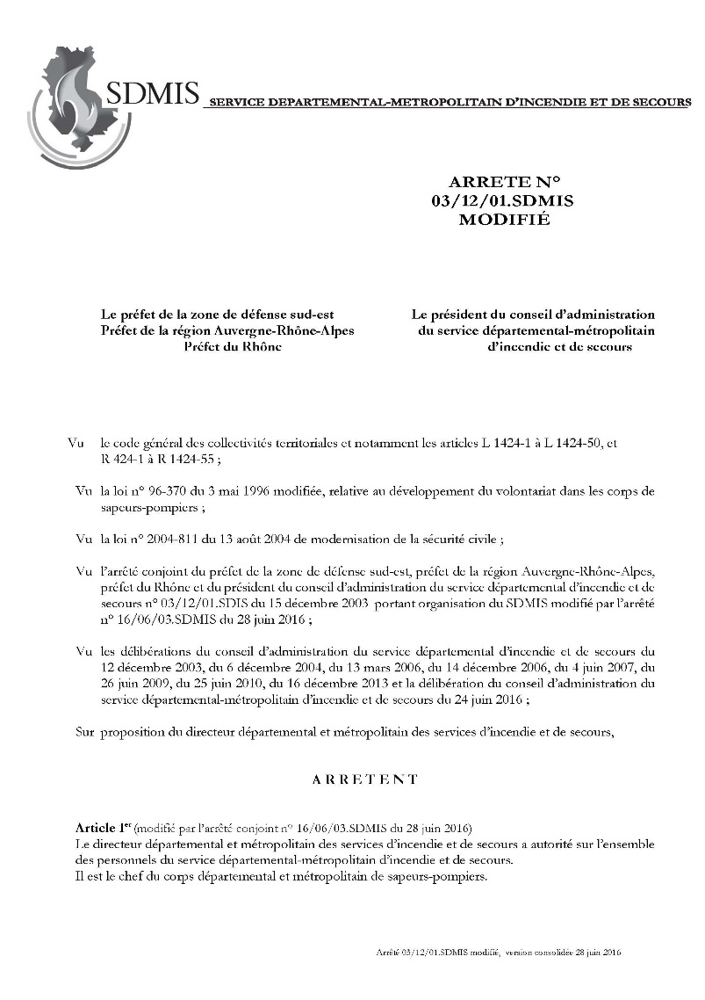 SDMIS SERVICE DEPARTEMENTAL-METROPOLITAIN D'INCENDIE ET DE SECOURS
ARRETE N°
03/12/01.SDMIS
MODIFIÉ
Le préfet de la zone de défense sud-est
Préfet de la région Auvergne-Rhône-Alpes
Préfet du Rhône
Le président du conseil d'administration
du service départemental-métropolitain
d'incendie et de secours
Vu le code général des collectivités territoriales et notamment les articles L 1424-1 à L 1424-50, et
R 424-1 à R 1424-55 ;
Vu la loi n° 96-370 du 3 mai 1996 modifiée, relative au développement du volontariat dans les corps de
sapeurs-pompiers ;
Vu la loi n° 2004-811 du 13 août 2004 de modernisation de la sécurité civile ;
Vu l'arrêté conjoint du préfet de la zone de défense sud-est, préfet de la région Auvergne-Rhône-Alpes,
préfet du Rhône et du président du conseil d'administration du service départemental d'incendie et de
secours n° 03/12/01.SDIS du 15 décembre 2003 portant organisation du SDMIS modifié par l'arrêté
n° 16/06/03.SDMIS du 28 juin 2016 ;
Vu les délibérations du conseil d'administration du service départemental d'incendie et de secours du
12 décembre 2003, du 6 décembre 2004, du 13 mars 2006, du 14 décembre 2006, du 4 juin 2007, du
26 juin 2009, du 25 juin 2010, du 16 décembre 2013 et la délibération du conseil d'administration du
service départemental-métropolitain d'incendie et de secours du 24 juin 2016 ;
Sur proposition du directeur départemental et métropolitain des services d'incendie et de secours,
A R R E T E N T
Article 1er (modifié par l'arrêté conjoint n° 16/06/03.SDMIS du 28 juin 2016)
Le directeur départemental et métropolitain des services d'incendie et de secours a autorité sur l'ensemble
des personnels du service départemental-métropolitain d'incendie et de secours.
Il est le chef du corps départemental et métropolitain de sapeurs-pompiers.
Arrêté 03/12/01.SDMIS modifié, version consolidée 28 juin 2016